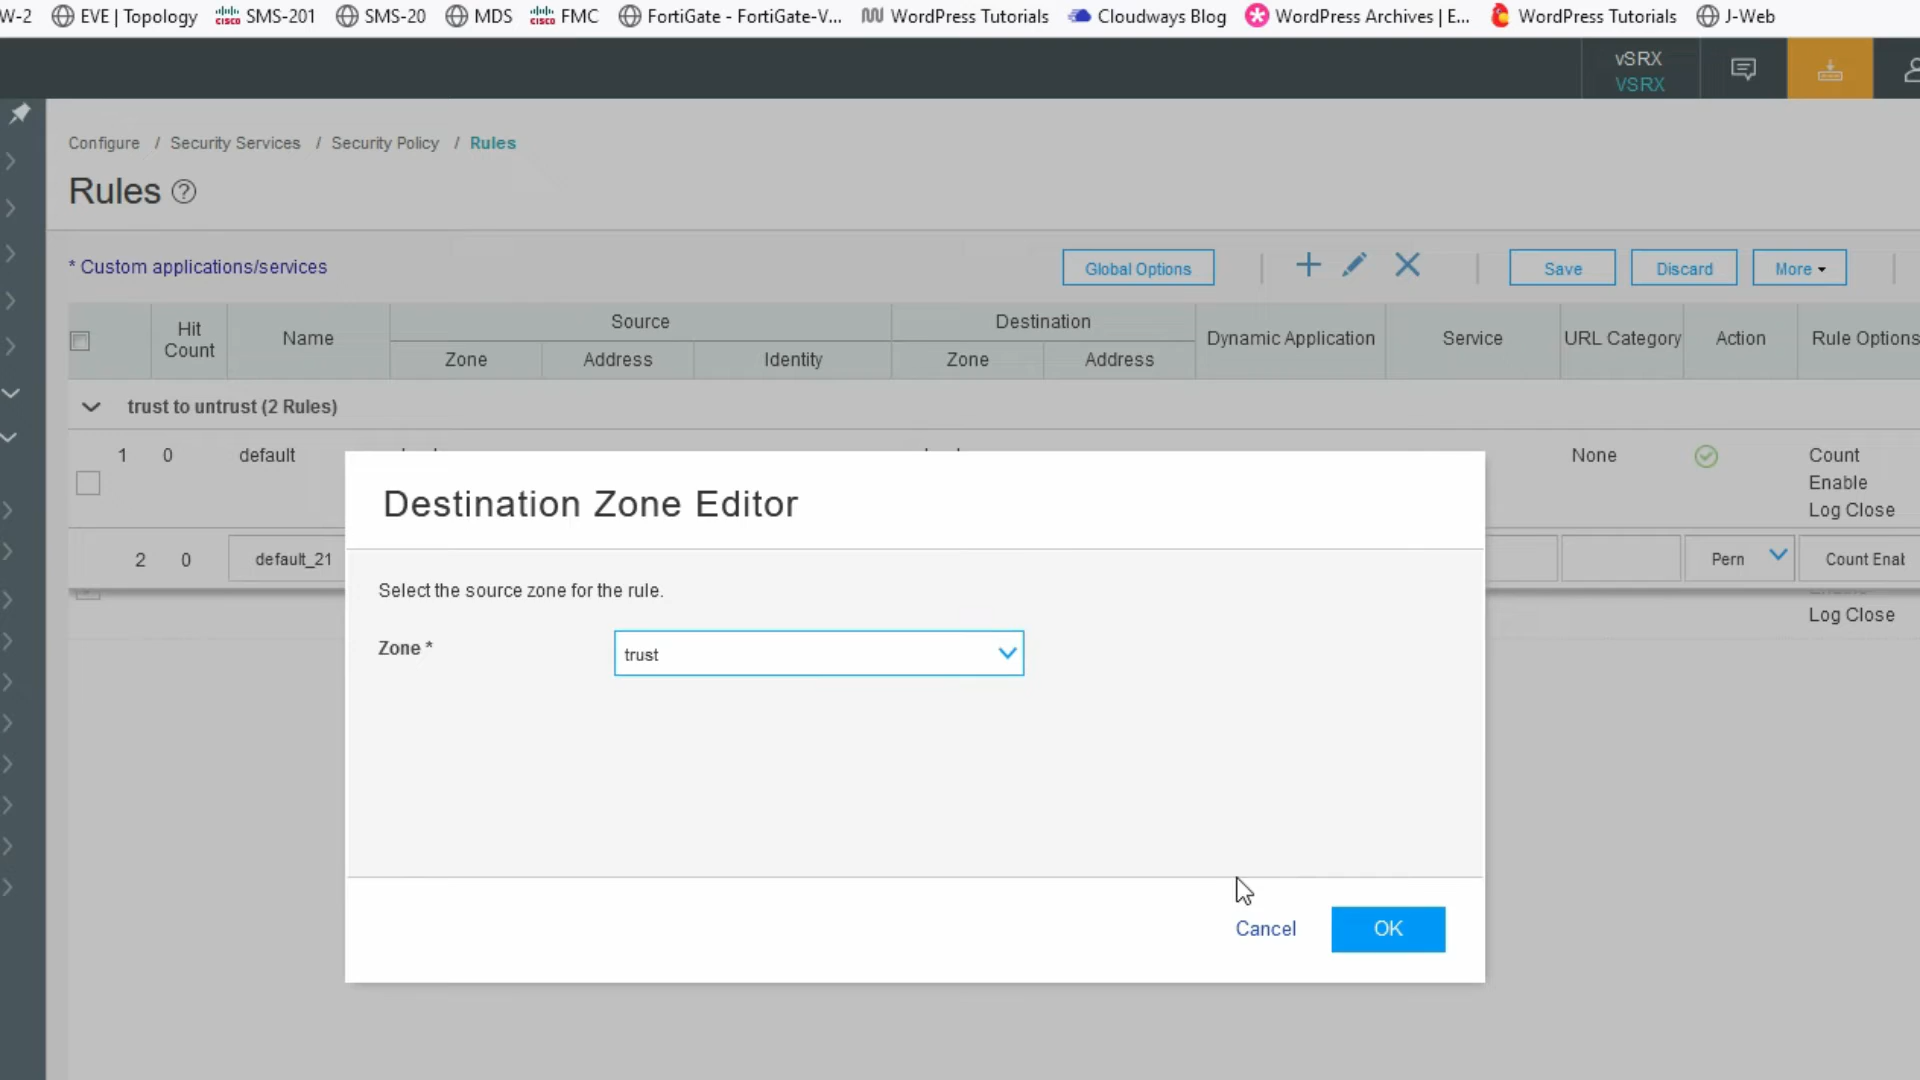 W-2 EVE | Topology SMS-201 SMS-20 MDS FMC FortiGate - FortiGate-V... WordPress Tutorials Cloudways Blog WordPress Archives | E... WordPress Tutorials J-Web
vSRX
VSRX
Configure / Security Services / Security Policy / Rules
Rules ?
* Custom applications/services Global Options Save Discard More
Hit Count Name Source Destination Dynamic Application Service URL Category Action Rule Options
Zone Address Identity Zone Address
trust to untrust (2 Rules)
1 0 default None Count
Enable
Log Close
Destination Zone Editor
2 0 default_21 Pern Count Enat
Log Close
Select the source zone for the rule.
Zone * trust
Cancel OK